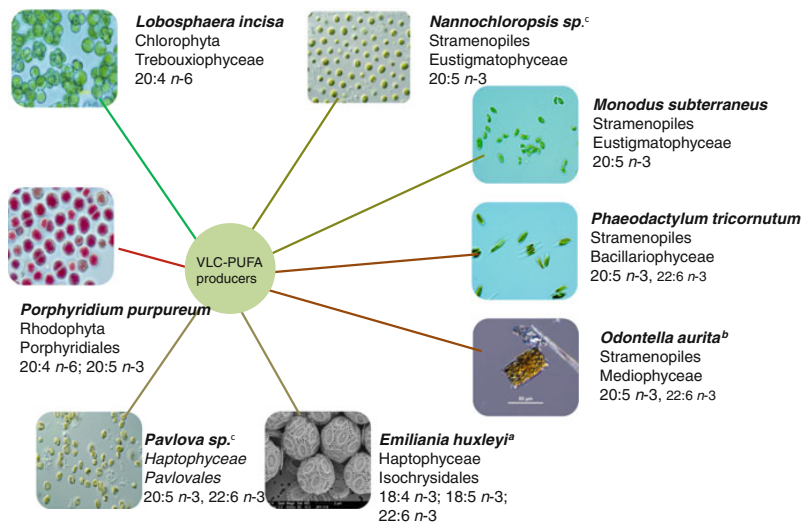 Lobosphaera incisa
Chlorophyta
Trebouxiophyceae
20:4 n-6
Nannochloropsis sp.c
Stramenopiles
Eustigmatophyceae
20:5 n-3
Monodus subterraneus
Stramenopiles
Eustigmatophyceae
20:5 n-3
Phaeodactylum tricornutum
Stramenopiles
Bacillariophyceae
20:5 n-3, 22:6 n-3
VLC-PUFA
producers
Porphyridium purpureum
Rhodophyta
Porphyridiales
20:4 n-6; 20:5 n-3
Odontella auritab
Stramenopiles
Mediophyceae
20:5 n-3, 22:6 n-3
Pavlova sp.c
Haptophyceae
Pavlovales
20:5 n-3, 22:6 n-3
Emiliania huxleyia
Haptophyceae
Isochrysidales
18:4 n-3; 18:5 n-3;
22:6 n-3